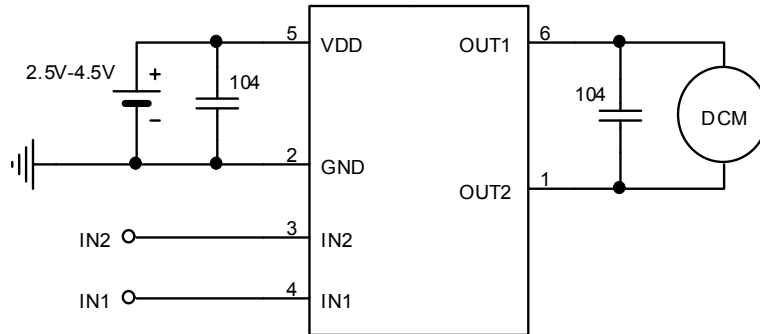 5 VDD OUT1 6
2.5V-4.5V + 104
−
104
DCM
2 GND
OUT2 1
IN2 3 IN2
IN1 4 IN1